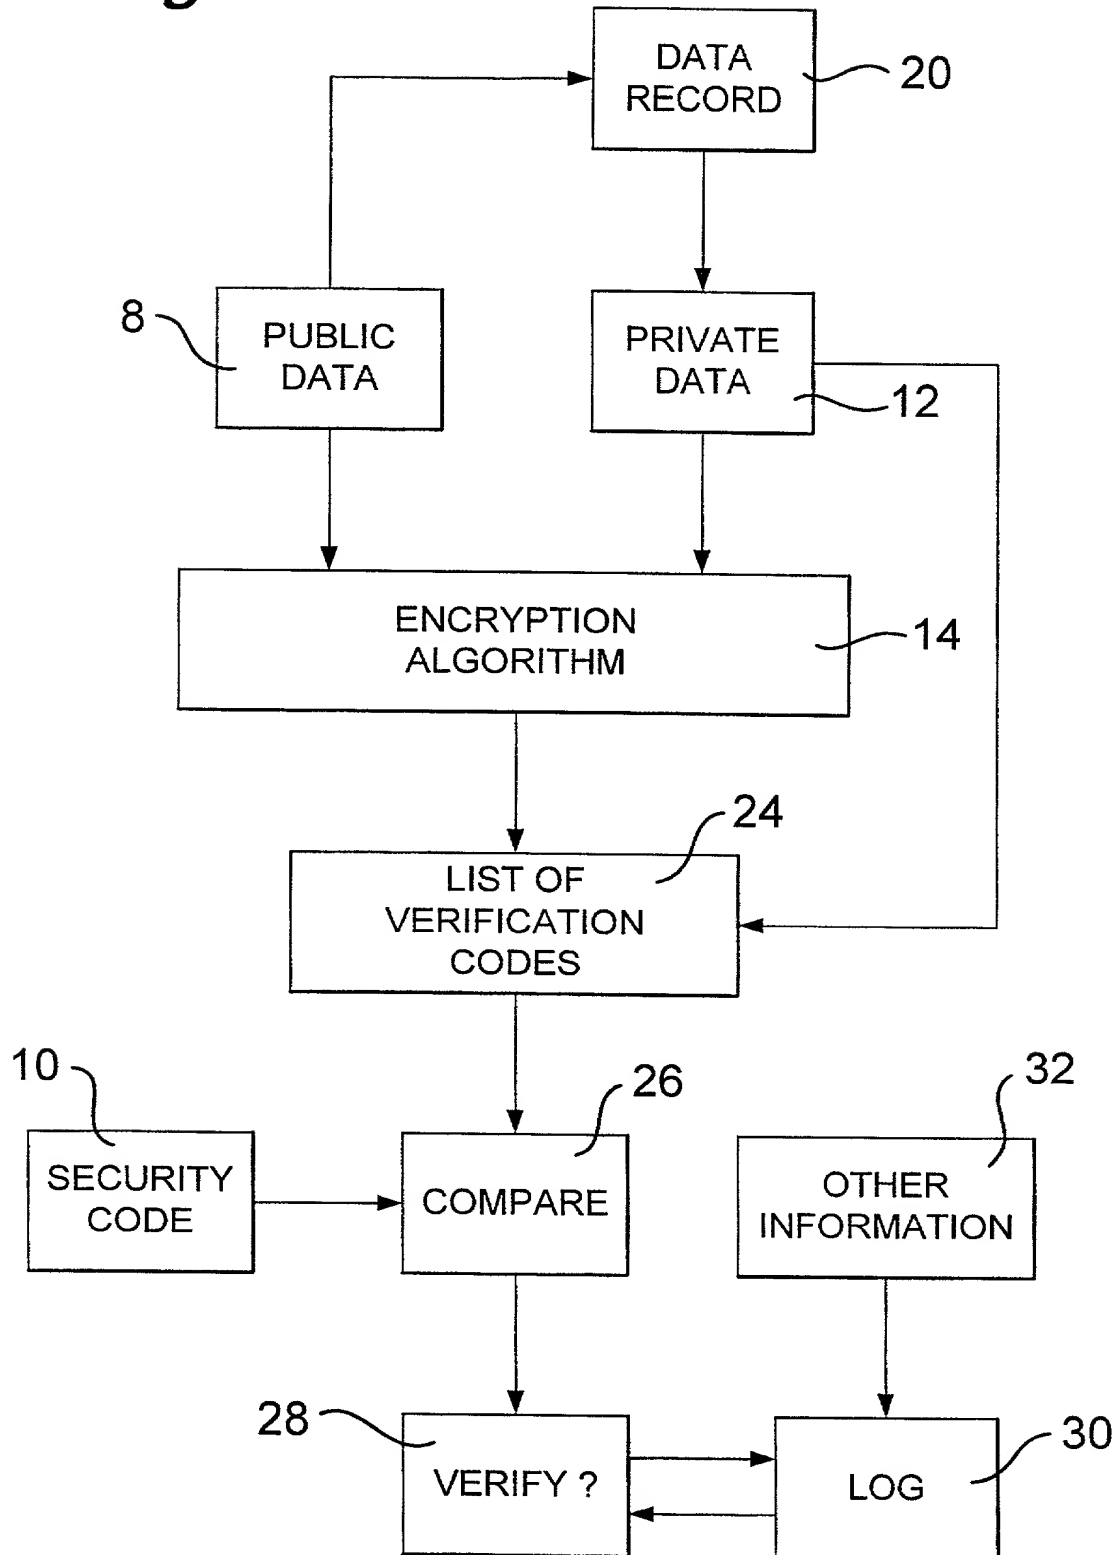 DATA
RECORD
20
8
PUBLIC
DATA
PRIVATE
DATA
12
ENCRYPTION
ALGORITHM
14
24
LIST OF
VERIFICATION
CODES
10
26
32
SECURITY
CODE
COMPARE
OTHER
INFORMATION
28
VERIFY ?
LOG
30